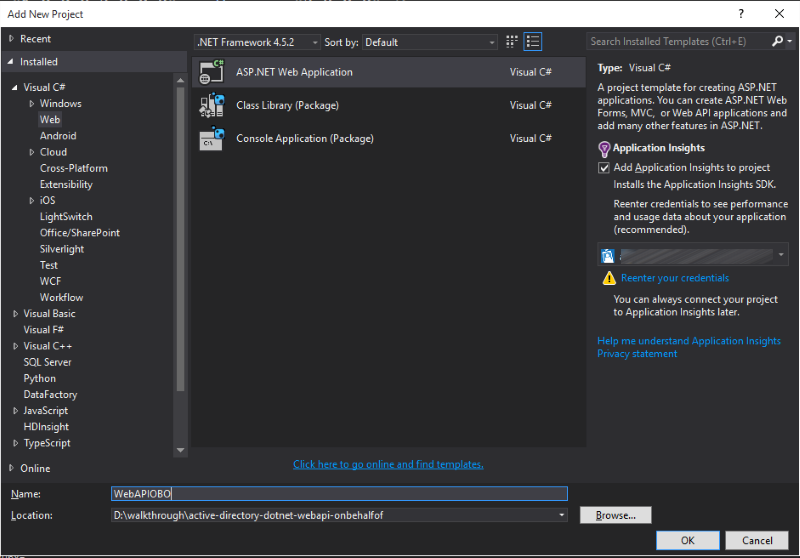 Add New Project
? 
Recent
Installed
Visual C#
Windows
Web
Android
Cloud
Cross-Platform
Extensibility
iOS
LightSwitch
Office/SharePoint
Silverlight
Test
WCF
Workflow
Visual Basic
Visual F#
Visual C++
SQL Server
Python
DataFactory
JavaScript
HDInsight
TypeScript
Online
.NET Framework 4.5.2
Sort by: Default
ASP.NET Web Application Visual C#
Class Library (Package) Visual C#
Console Application (Package) Visual C#
Click here to go online and find templates.
Search Installed Templates (Ctrl+E)
Type: Visual C#
A project template for creating ASP.NET
applications. You can create ASP.NET Web
Forms, MVC, or Web API applications and
add many other features in ASP.NET.
Application Insights
Add Application Insights to project
Installs the Application Insights SDK.
Reenter credentials to see performance
and usage data about your application
(recommended).
Reenter your credentials
You can always connect your project
to Application Insights later.
Help me understand Application Insights
Privacy statement
Name: WebAPIOBO
Location: D:\walkthrough\active-directory-dotnet-webapi-onbehalfof
Browse...
OK Cancel